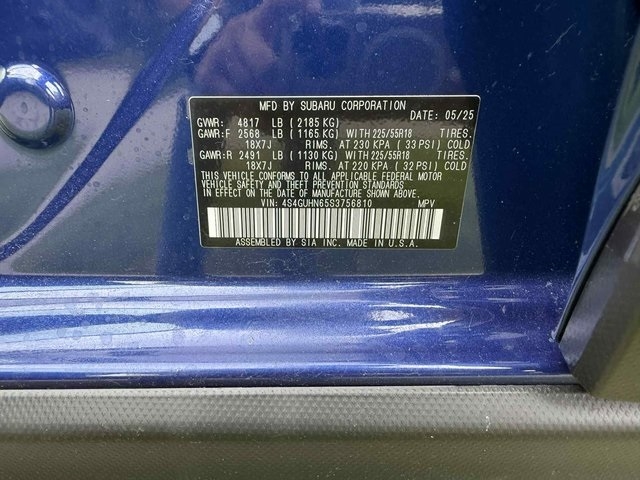 MFD BY SUBARU CORPORATION
DATE: 05/25
GVWR: 4817 LB (2185 KG)
GAWR:F 2568 LB (1165 KG) WITH 225/55R18 TIRES.
18X7J RIMS. AT 230 KPA (33 PSI) COLD
GAWR:R 2491 LB (1130 KG) WITH 225/55R18 TIRES.
18X7J RIMS. AT 220 KPA (32 PSI) COLD
THIS VEHICLE CONFORMS TO ALL APPLICABLE FEDERAL MOTOR
VEHICLE SAFETY, BUMPER, AND THEFT PREVENTION STANDARDS
IN EFFECT ON THE DATE OF MANUFACTURE SHOWN ABOVE.
VIN: 4S4GUHN65S3756810 MPV
ASSEMBLED BY SIA INC. MADE IN U.S.A.